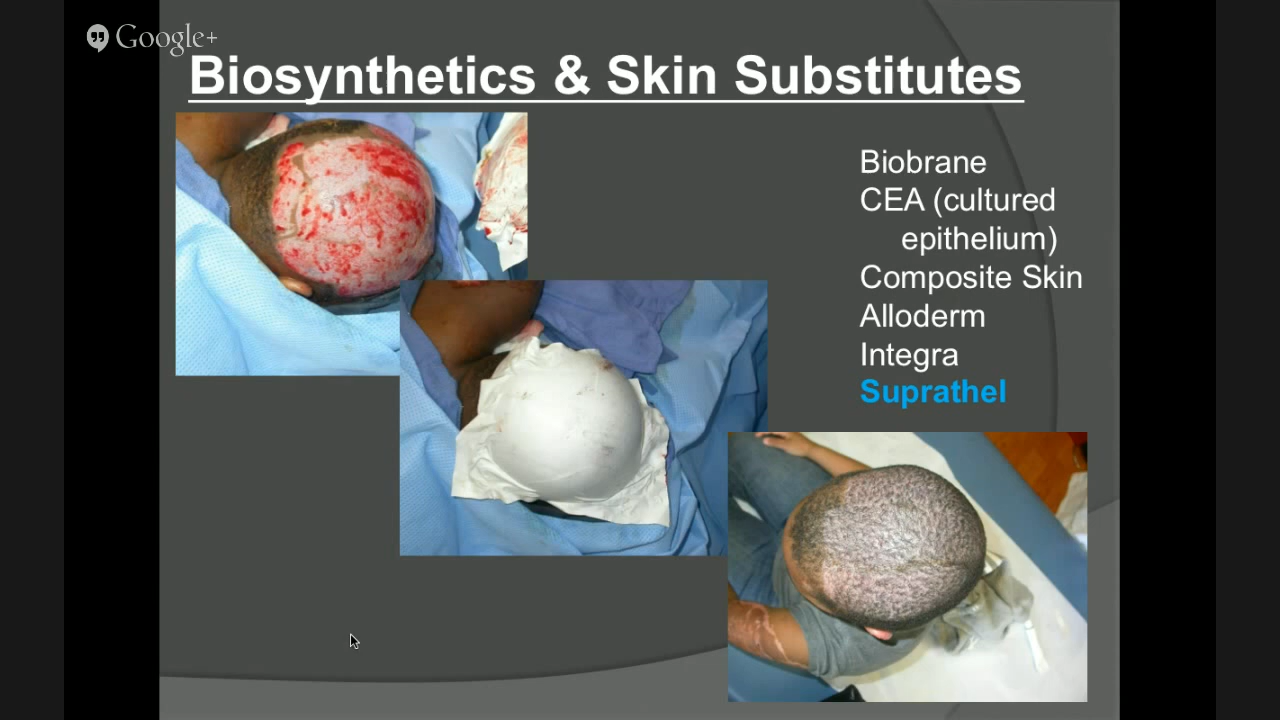 Google+
Biosynthetics & Skin Substitutes
Biobrane
CEA (cultured
epithelium)
Composite Skin
Alloderm
Integra
Suprathel